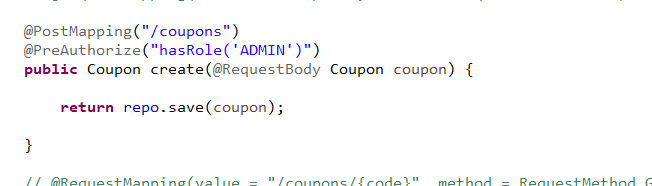 @PostMapping("/coupons")
@PreAuthorize("hasRole('ADMIN')")
public Coupon create(@RequestBody Coupon coupon) {
return repo.save(coupon);
}
// @RequestMapping(value = "/coupons/{code}", method = RequestMethod.G